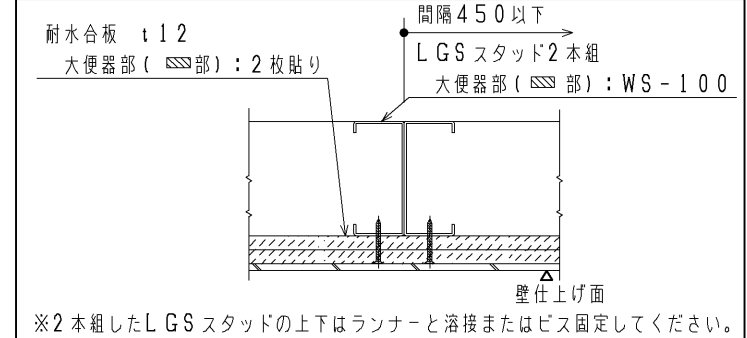 耐水合板 t12
大便器部( 部):2枚貼り
間隔450以下
LGSスタッド2本組
大便器部( 部):WS-100
壁仕上げ面
※2本組したLGSスタッドの上下はランナーと溶接またはビス固定してください。